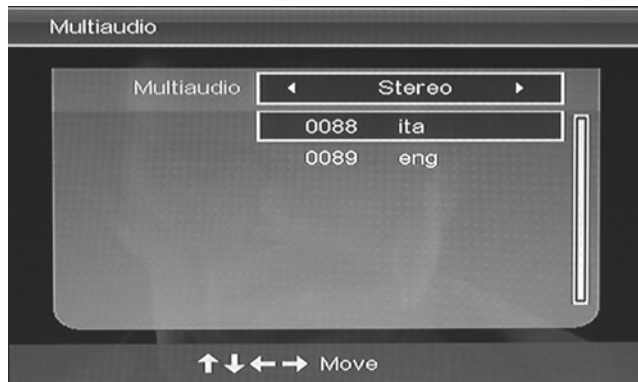 Multiaudio
Multiaudio Stereo
0088 ita
0089 eng
Move